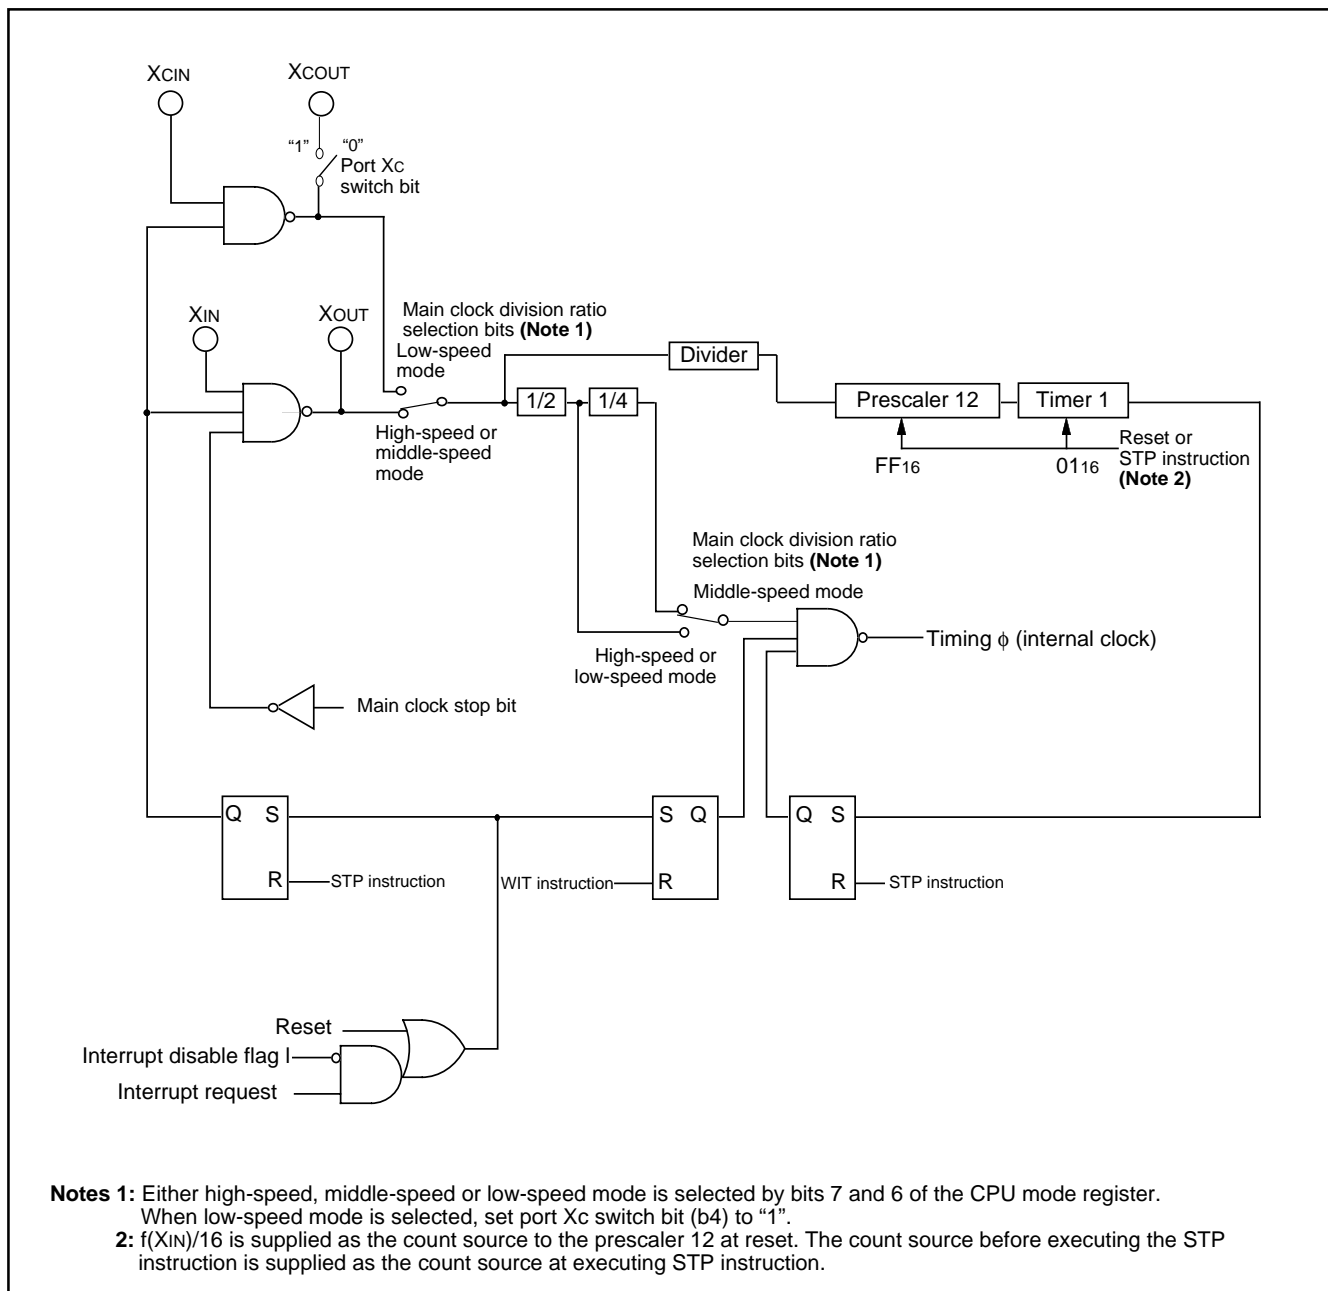 XCIN
XCOUT
“1” “0”
Port XC
switch bit
XIN
XOUT
Main clock division ratio
selection bits (Note 1)
Low-speed
mode
Divider
1/2
1/4
Prescaler 12
Timer 1
High-speed or
middle-speed
mode
FF16
0116
Reset or
STP instruction
(Note 2)
Main clock division ratio
selection bits (Note 1)
Middle-speed mode
Timing ϕ (internal clock)
High-speed or
low-speed mode
Main clock stop bit
Q S
R
STP instruction
S Q
WIT instruction
R
Q S
R
STP instruction
Reset
Interrupt disable flag I
Interrupt request
Notes 1: Either high-speed, middle-speed or low-speed mode is selected by bits 7 and 6 of the CPU mode register.
When low-speed mode is selected, set port Xc switch bit (b4) to “1”.
2: f(XIN)/16 is supplied as the count source to the prescaler 12 at reset. The count source before executing the STP
instruction is supplied as the count source at executing STP instruction.